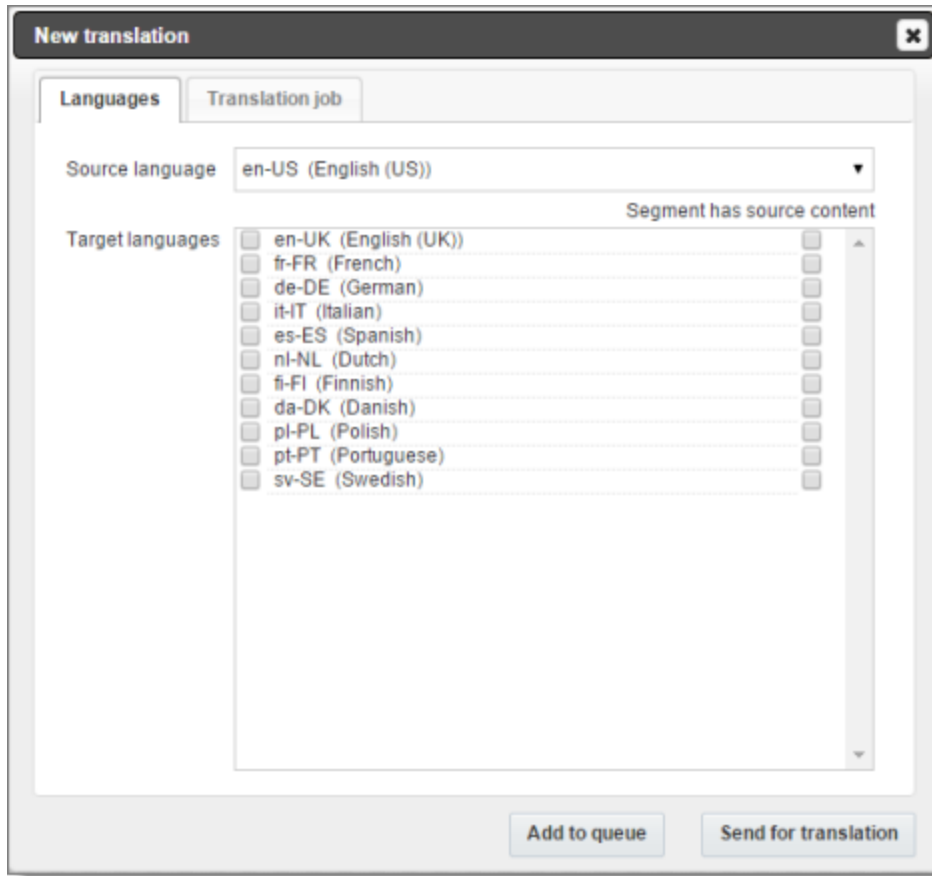 New translation
Languages
Translation job
Source language
en-US (English (US))
Segment has source content
Target languages
en-UK (English (UK))
fr-FR (French)
de-DE (German)
it-IT (Italian)
es-ES (Spanish)
nl-NL (Dutch)
fi-FI (Finnish)
da-DK (Danish)
pl-PL (Polish)
pt-PT (Portuguese)
sv-SE (Swedish)
Add to queue
Send for translation